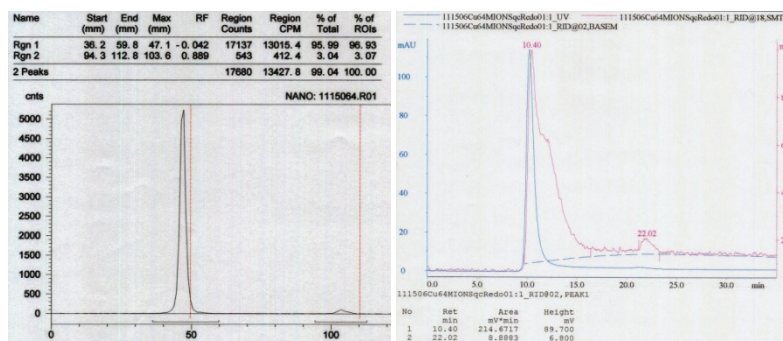 Name Start (mm) End (mm) Max (mm) RF Region Counts Region CPM % of Total % of ROIs
Rgn 1 36.2 59.8 47.1 -0.042 17137 13015.4 95.99 96.93
Rgn 2 94.3 112.8 103.6 0.889 543 412.4 3.04 3.07
2 Peaks 17680 13427.8 99.04 100.00
cnts NANO: 1115064.R01
5000
4500
4000
3500
3000
2500
2000
1500
1000
500
0
0 50 100
111506Cu64MIONSqcRedo01:1_UV 111506Cu64MIONSqcRedo01:1_RID@01R,SMT
111506Cu64MIONSqcRedo01:1_RID@02,BASEM
mAU
10.40
100
80
60
40
22.02
20
0
0.0 5.0 10.0 15.0 20.0 25.0 30.0 min
111506Cu64MIONSqcRedo01:1_RID@02,PEAK1
No Ret Area Height
min mV*min mV
1 10.40 214.6717 89.700
2 22.02 8.8883 6.800